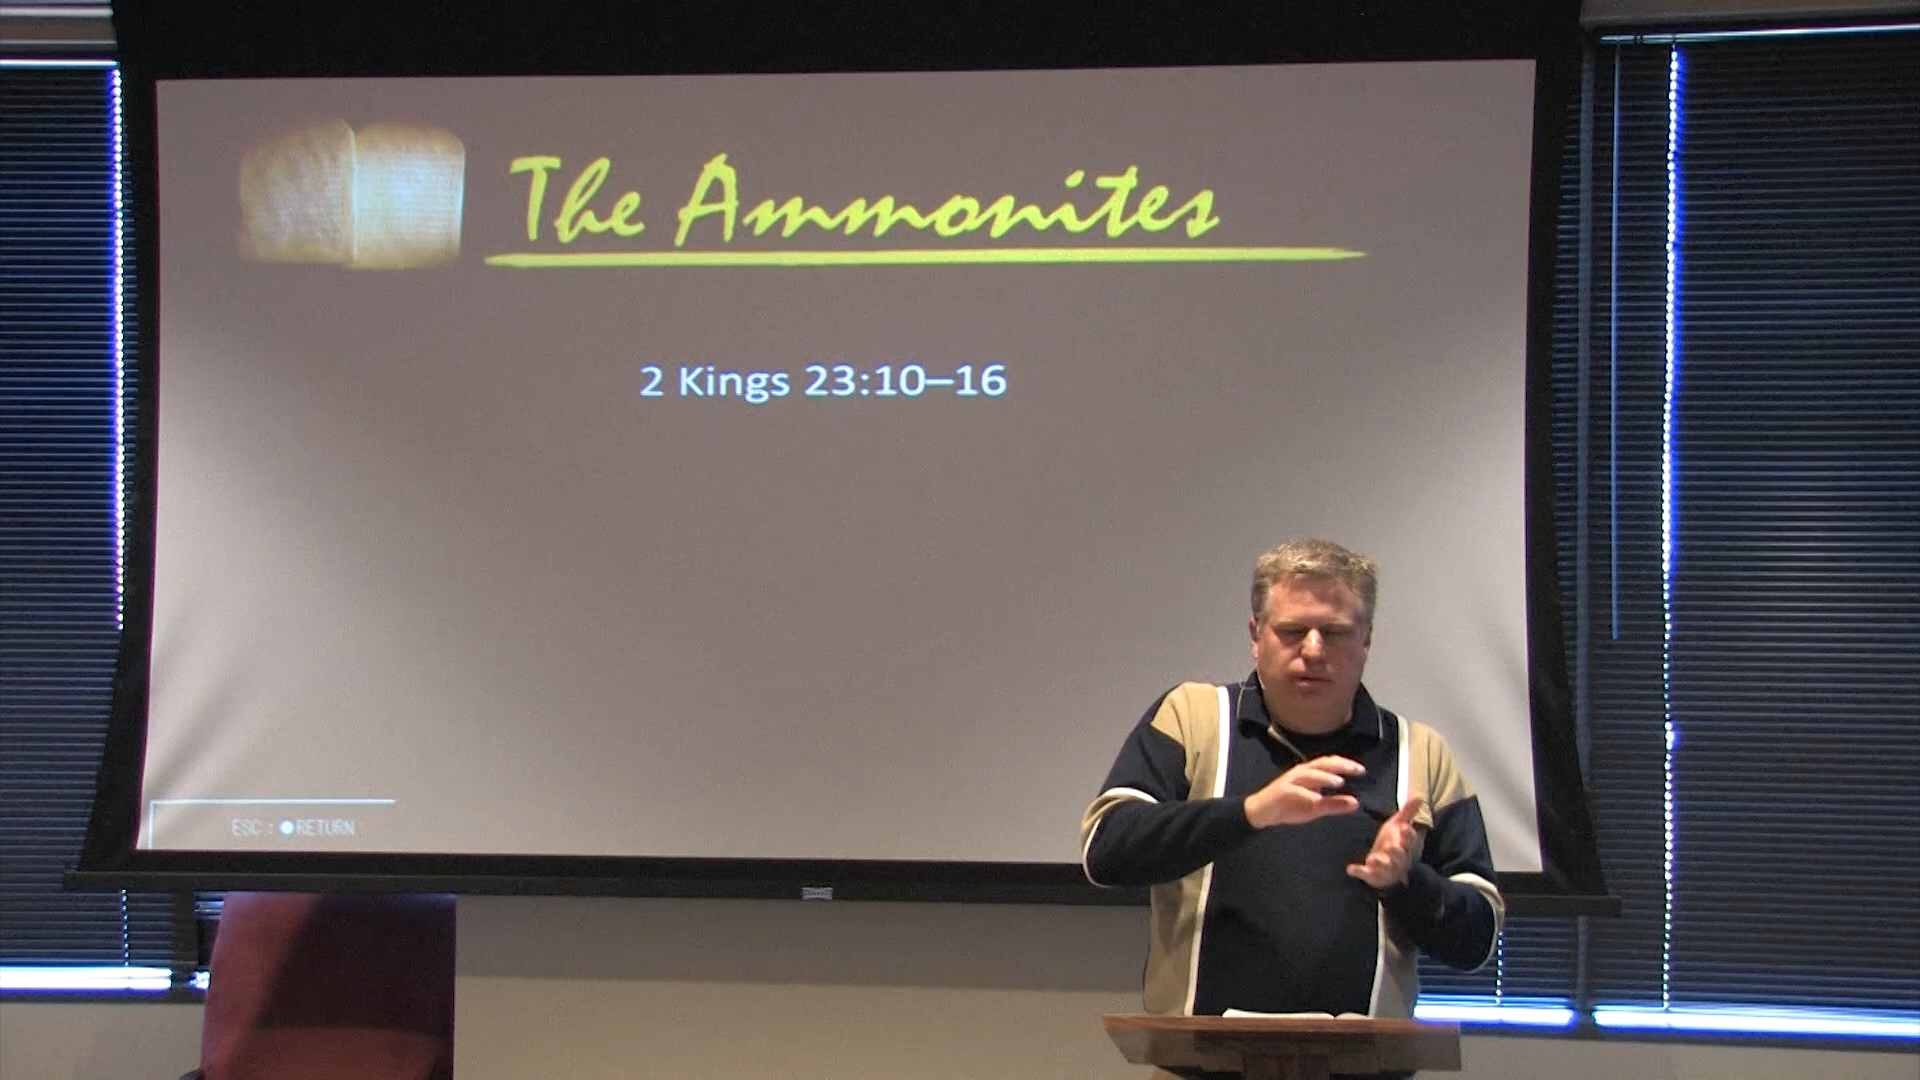 The Ammonites
2 Kings 23:10–16
ESC : ●RETURN